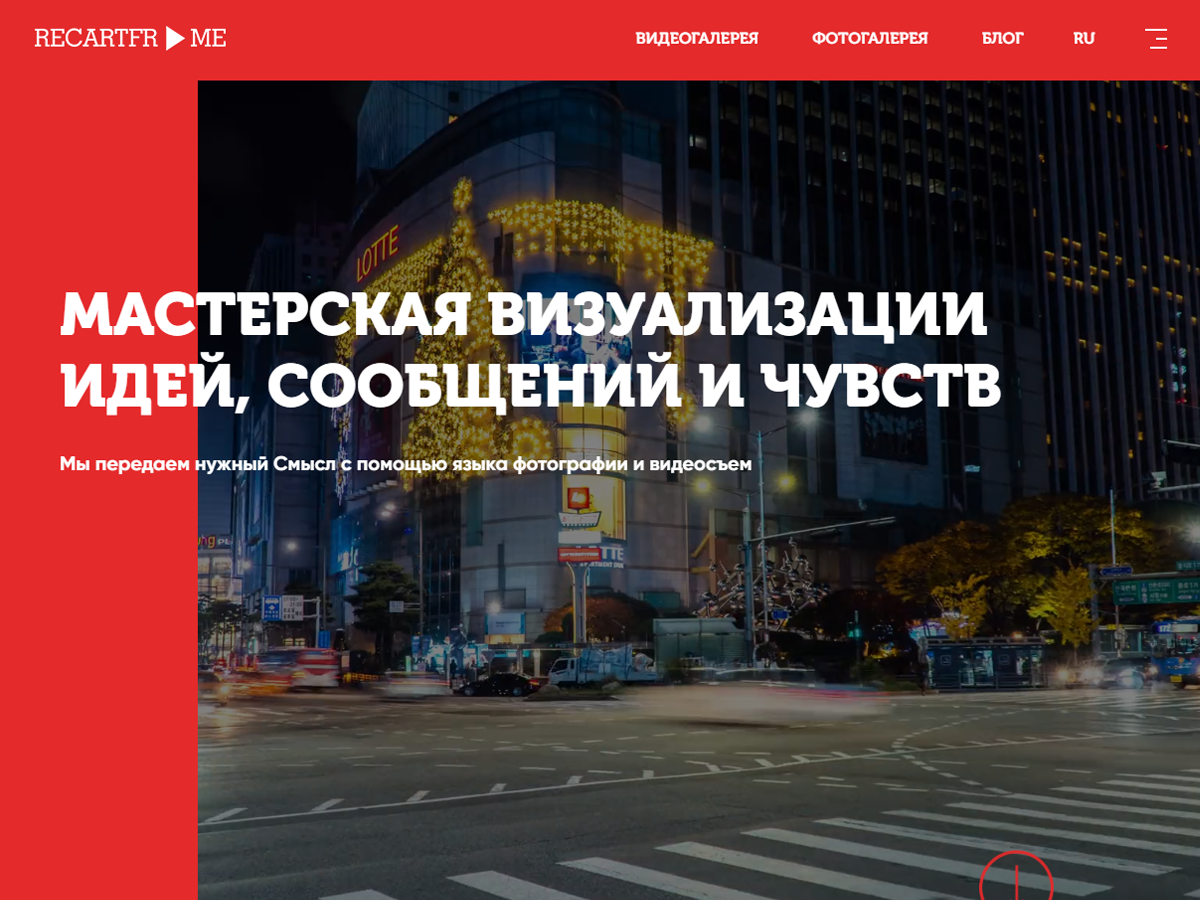 RECARTFR▶ME
ВИДЕОГАЛЕРЕЯ
ФОТОГАЛЕРЕЯ
БЛОГ
RU
LOTTE
МАСТЕРСКАЯ ВИЗУАЛИЗАЦИИ
ИДЕЙ, СООБЩЕНИЙ И ЧУВСТВ
Мы передаем нужный Смысл с помощью языка фотографии и видеосъем